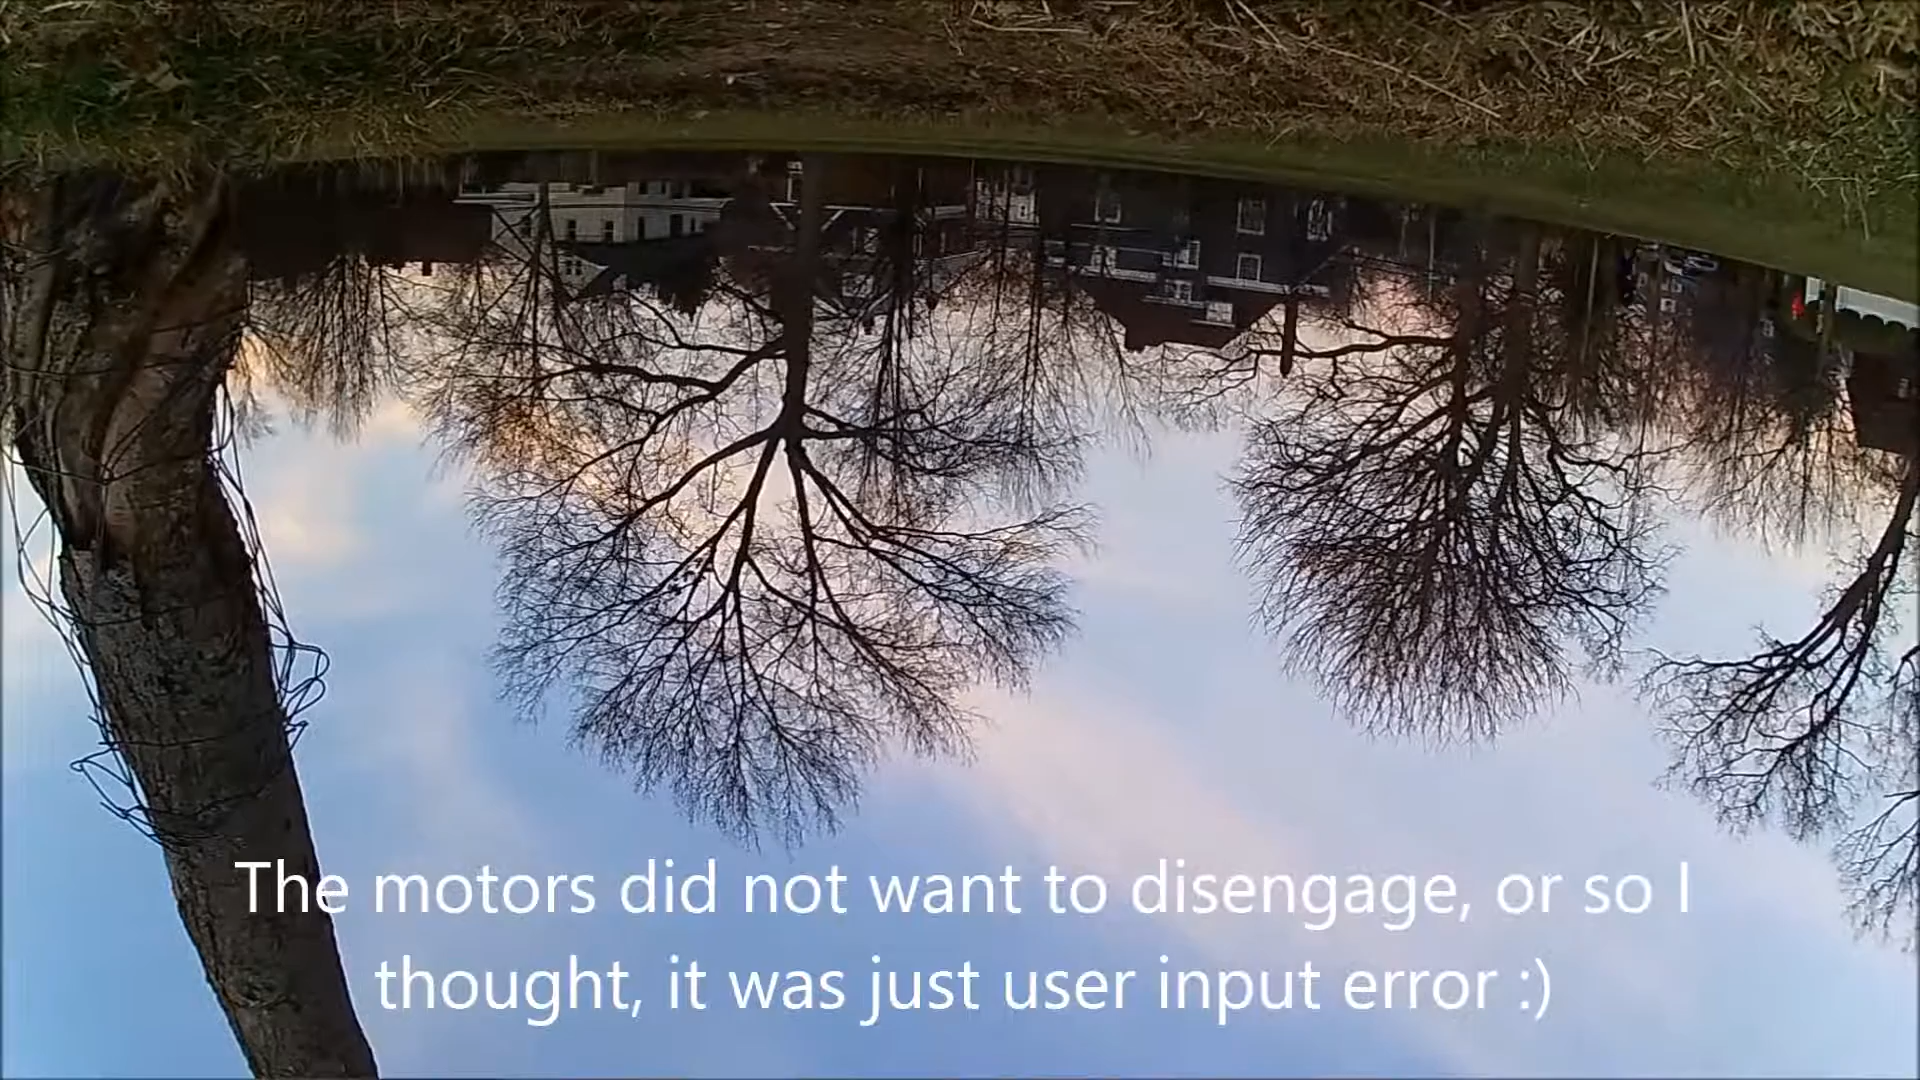 The motors did not want to disengage, or so I
thought, it was just user input error :)